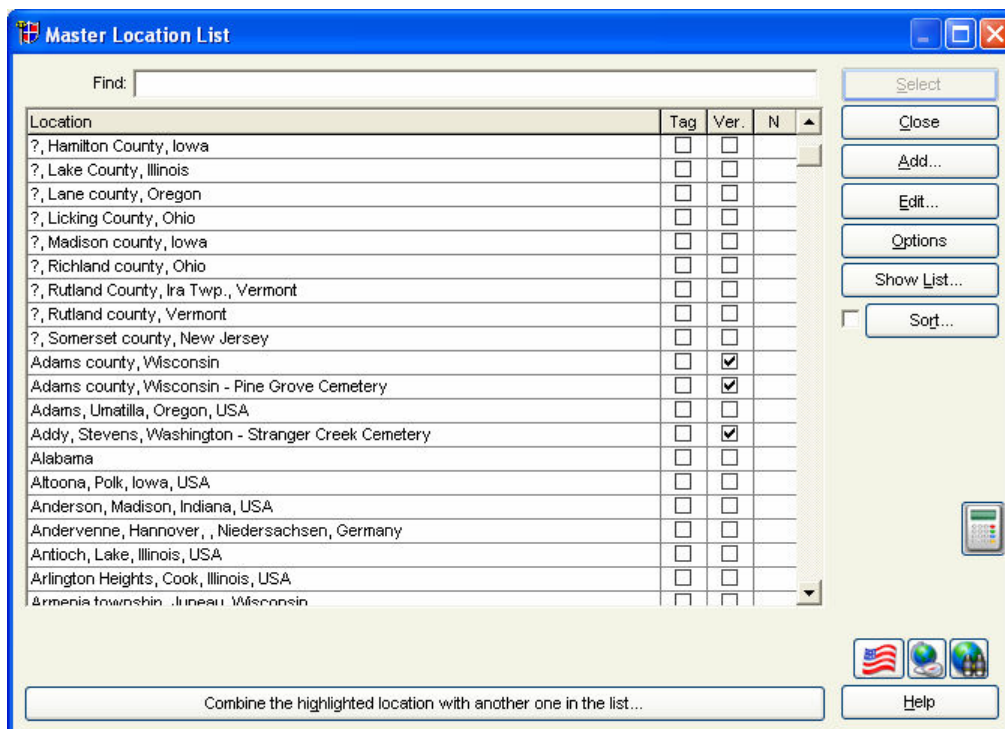 Master Location List
Find:
Select
Location Tag Ver. N
Close
?, Hamilton County, Iowa
?, Lake County, Illinois
Add...
?, Lane county, Oregon
?, Licking County, Ohio
Edit...
?, Madison county, Iowa
Options
?, Richland county, Ohio
?, Rutland County, Ira Twp., Vermont
Show List...
?, Rutland county, Vermont
Sort...
?, Somerset county, New Jersey
Adams county, Wisconsin
Adams county, Wisconsin - Pine Grove Cemetery
Adams, Umatilla, Oregon, USA
Addy, Stevens, Washington - Stranger Creek Cemetery
Alabama
Altoona, Polk, Iowa, USA
Anderson, Madison, Indiana, USA
Andervenne, Hannover, , Niedersachsen, Germany
Antioch, Lake, Illinois, USA
Arlington Heights, Cook, Illinois, USA
Armenia township, Juneau, Wisconsin
Combine the highlighted location with another one in the list...
Help